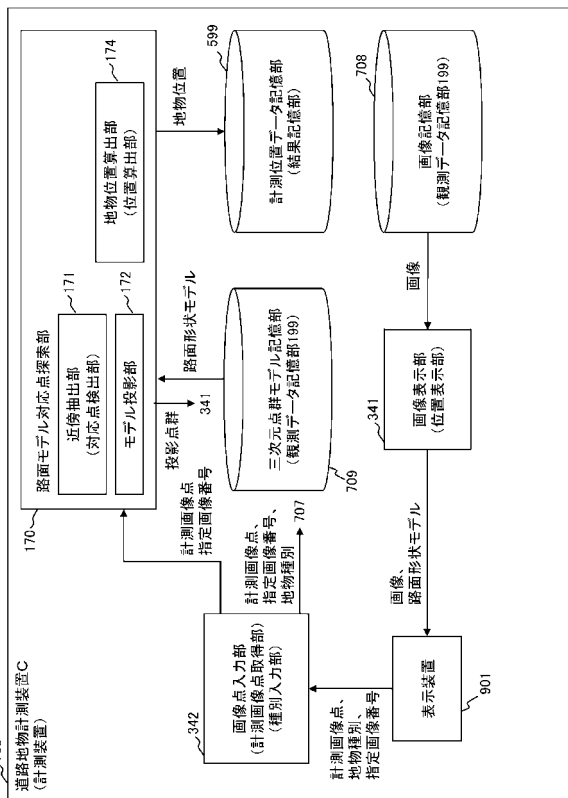 道路地物計測装置C
(計測装置)
170
路面モデル対応点探索部
171
近傍抽出部
(対応点検出部)
172
モデル投影部
174
地物位置算出部
(位置算出部)
計測画像点
指定画像番号
投影点群
341
路面形状モデル
地物位置
342
画像点入力部
(計測画像点取得部)
(種別入力部)
計測画像点、
指定画像番号、
地物種別
707
三次元点群モデル記憶部
(観測データ記憶部199)
709
599
計測位置データ記憶部
(結果記憶部)
計測画像点、
地物種別、
指定画像番号
表示装置
901
画像、
路面形状モデル
341
画像表示部
(位置表示部)
画像
708
画像記憶部
(観測データ記憶部199)